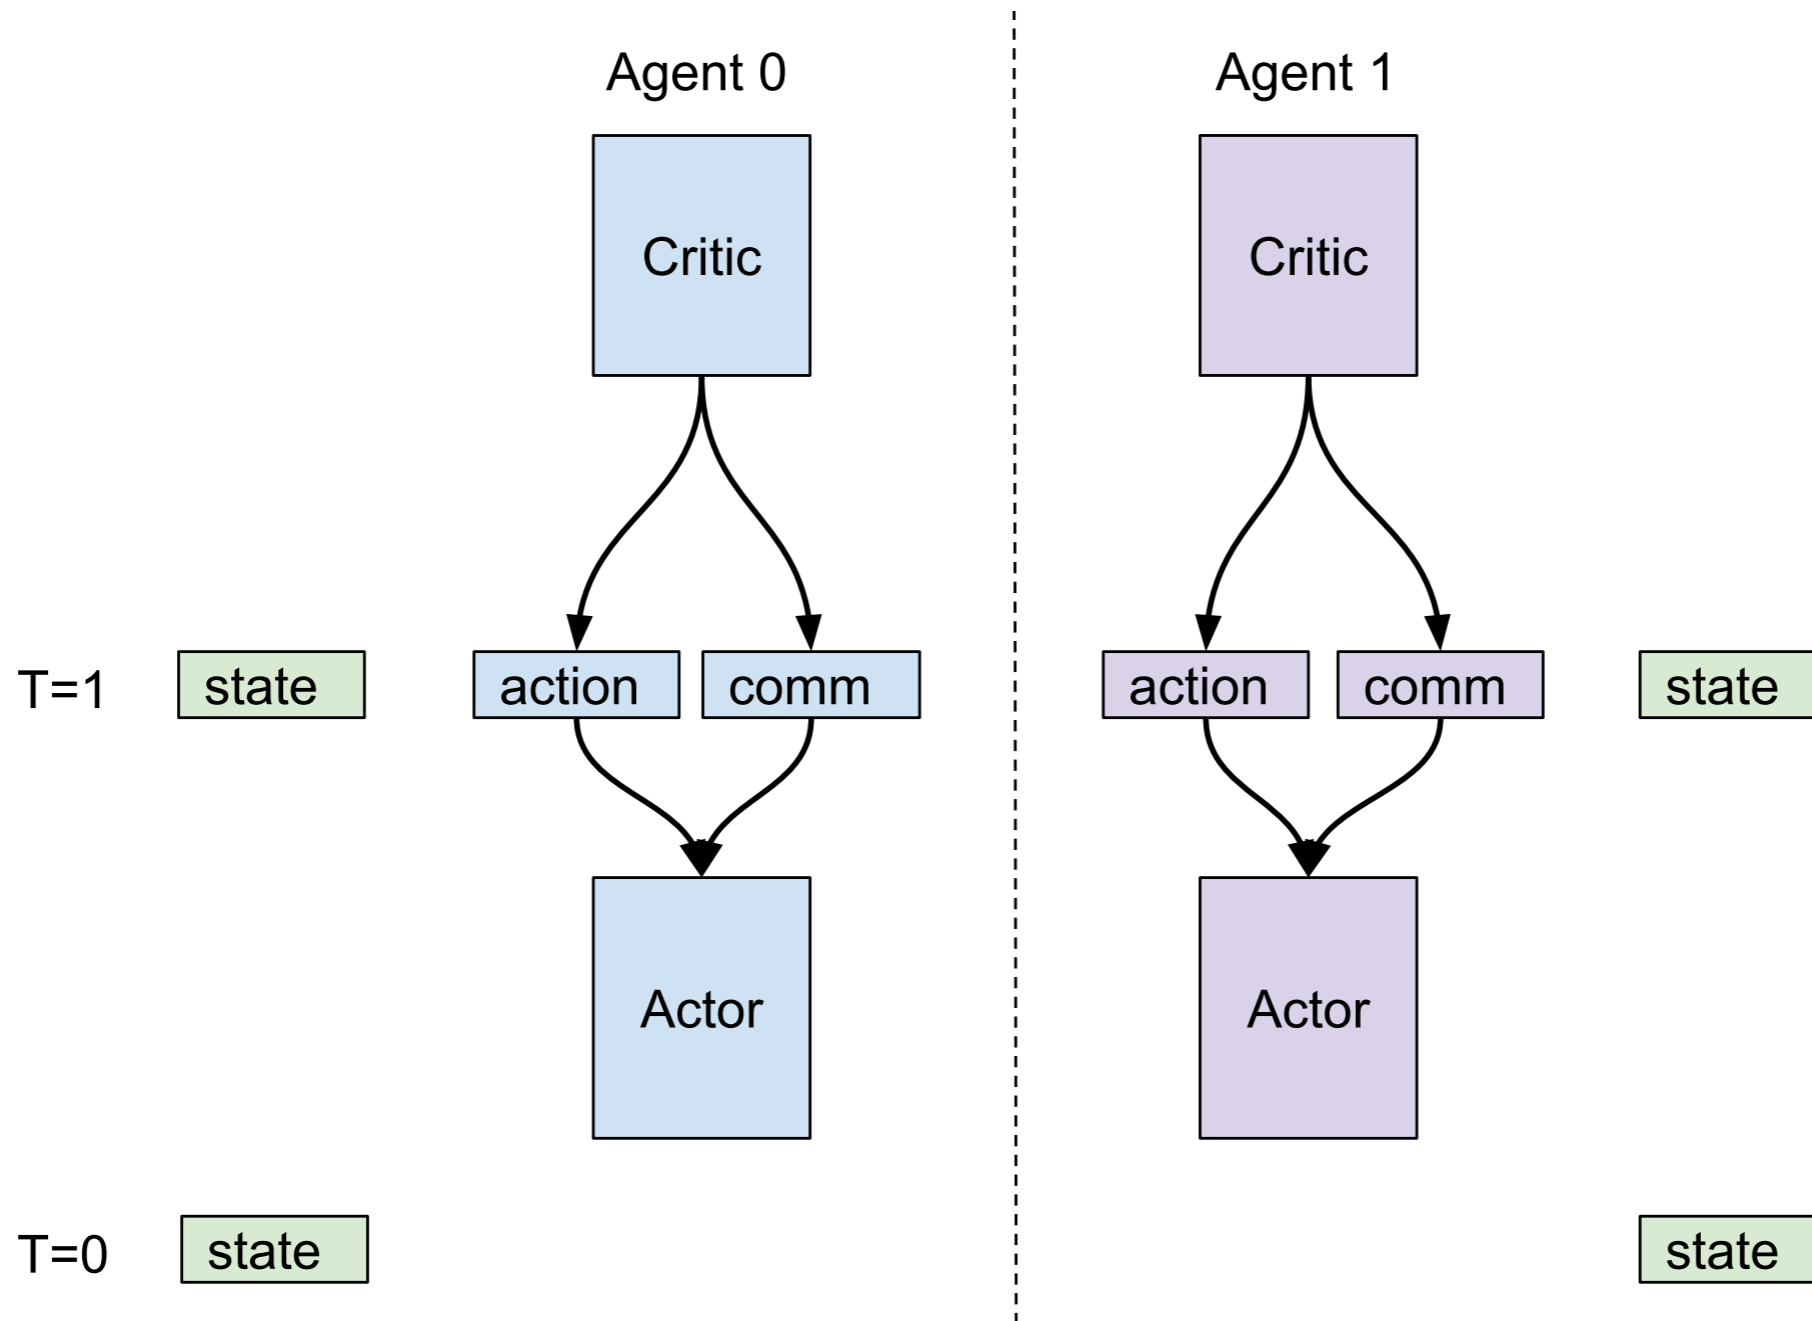 Agent 0
Agent 1
Critic
Critic
T=1
state
action
comm
action
comm
state
Actor
Actor
T=0
state
state